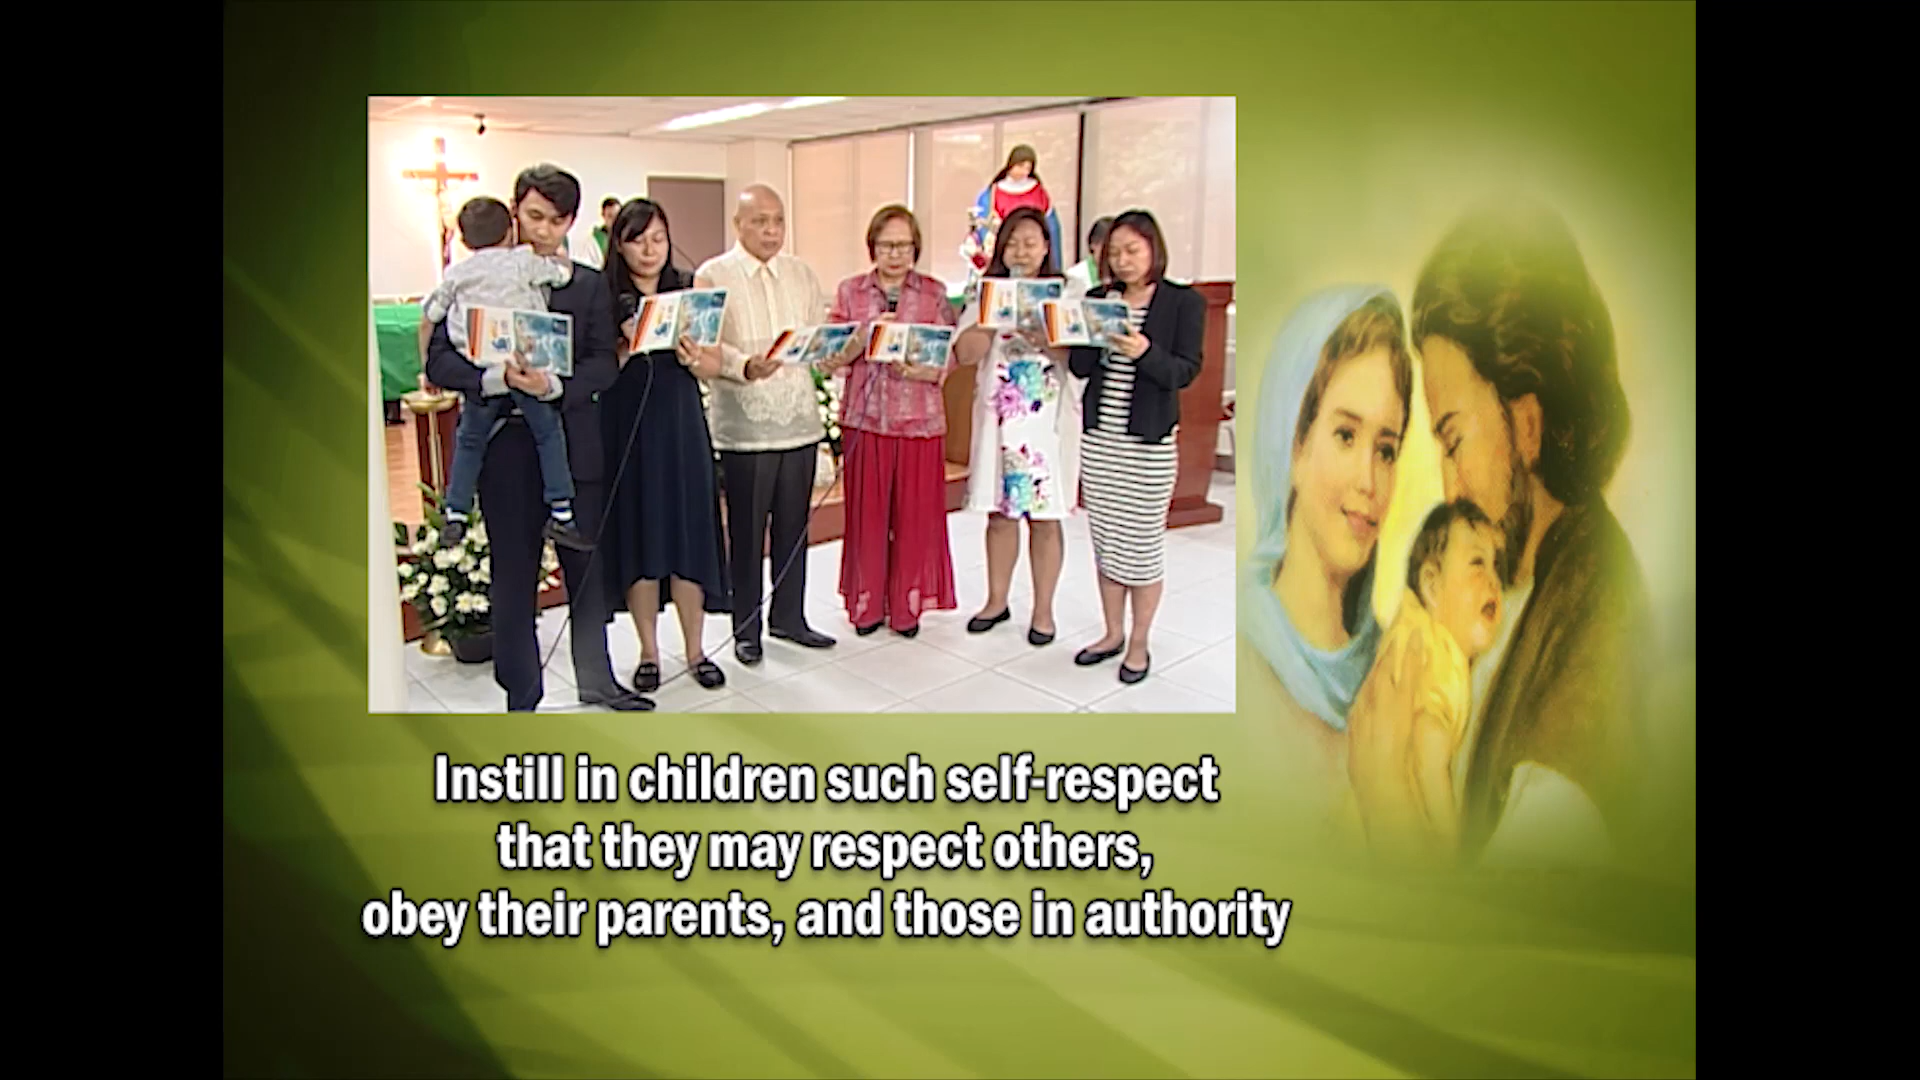 Instill in children such self-respect
that they may respect others,
obey their parents, and those in authority